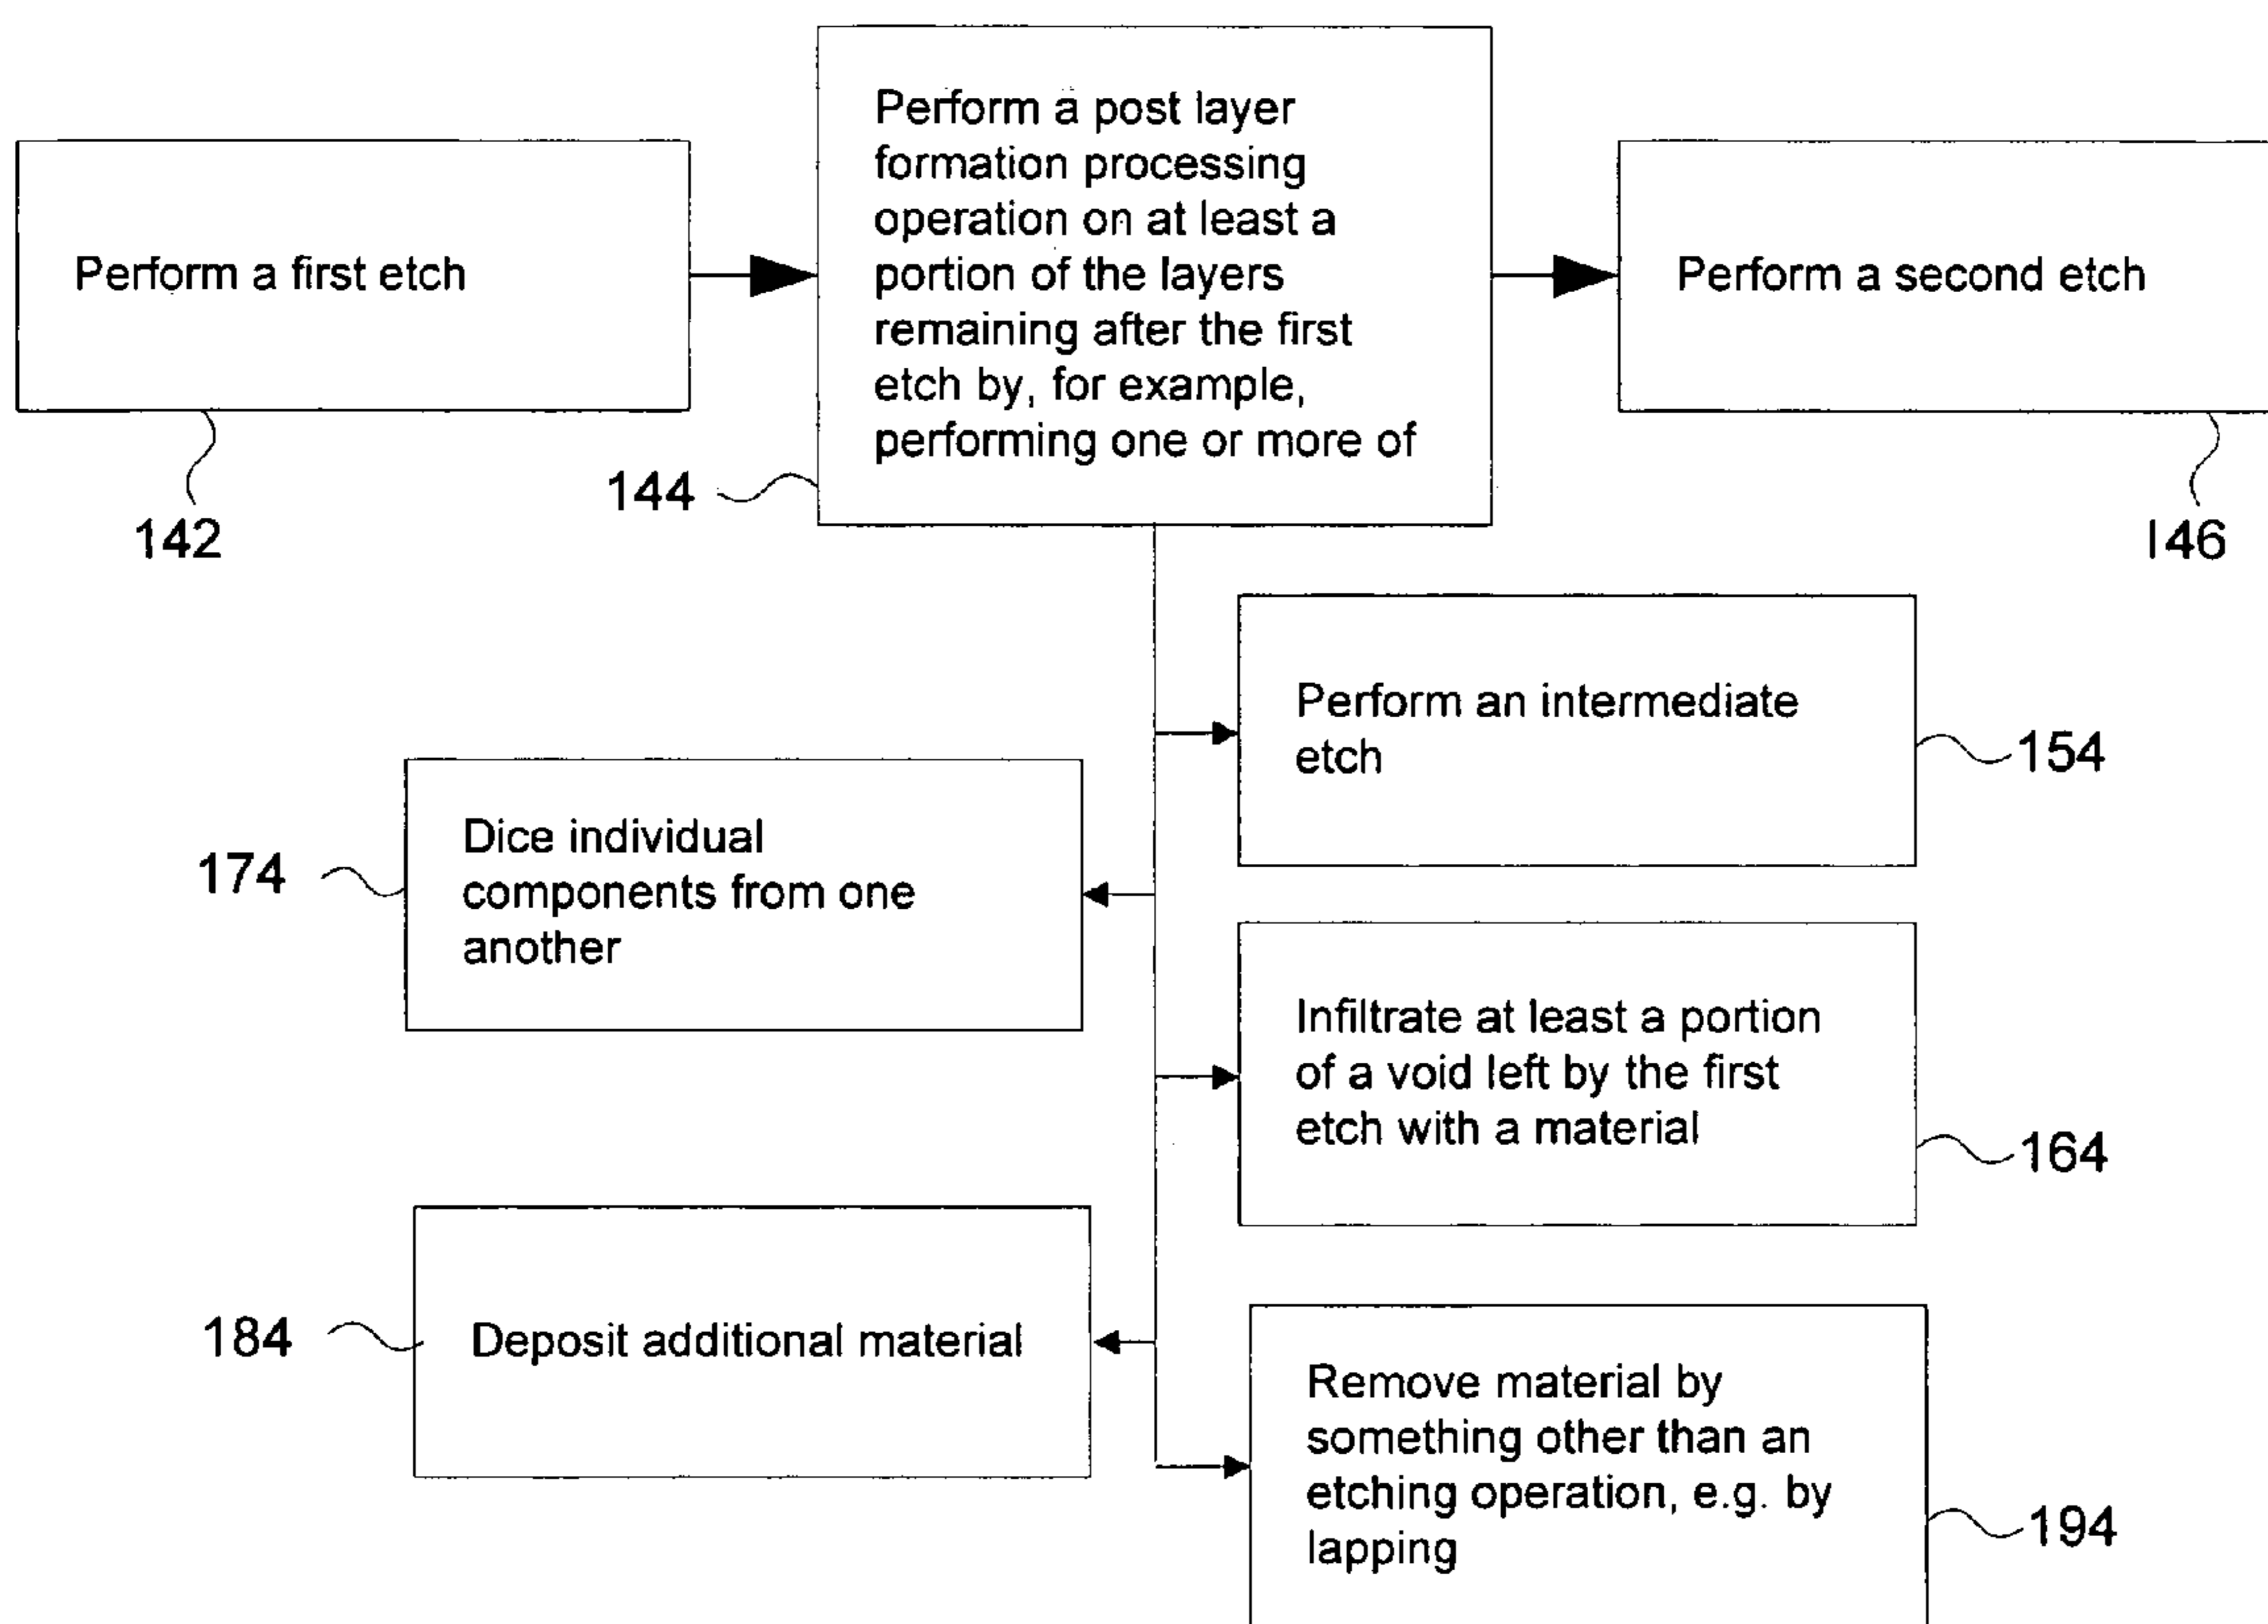 Perform a first etch
142
Perform a post layer
formation processing
operation on at least a
portion of the layers
remaining after the first
etch by, for example,
performing one or more of
144
Perform a second etch
146
Perform an intermediate
etch
154
Dice individual
components from one
another
174
Infiltrate at least a portion
of a void left by the first
etch with a material
164
Deposit additional material
184
Remove material by
something other than an
etching operation, e.g. by
lapping
194